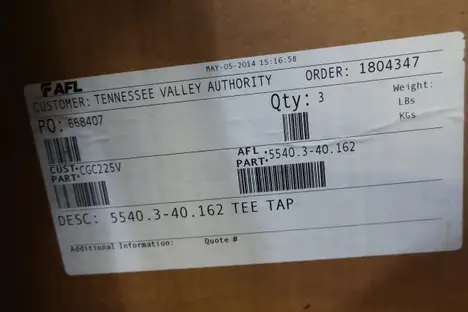 MAY-05-2014 15:16:58
AFL
CUSTOMER: TENNESSEE VALLEY AUTHORITY ORDER: 1804347
PO: 668407 Qty: 3 Weight:
LBs
KGs
CUST. PART: CGC225V AFL PART: 5540.3-40.162
DESC: 5540.3-40.162 TEE TAP
Additional Information: Quote #